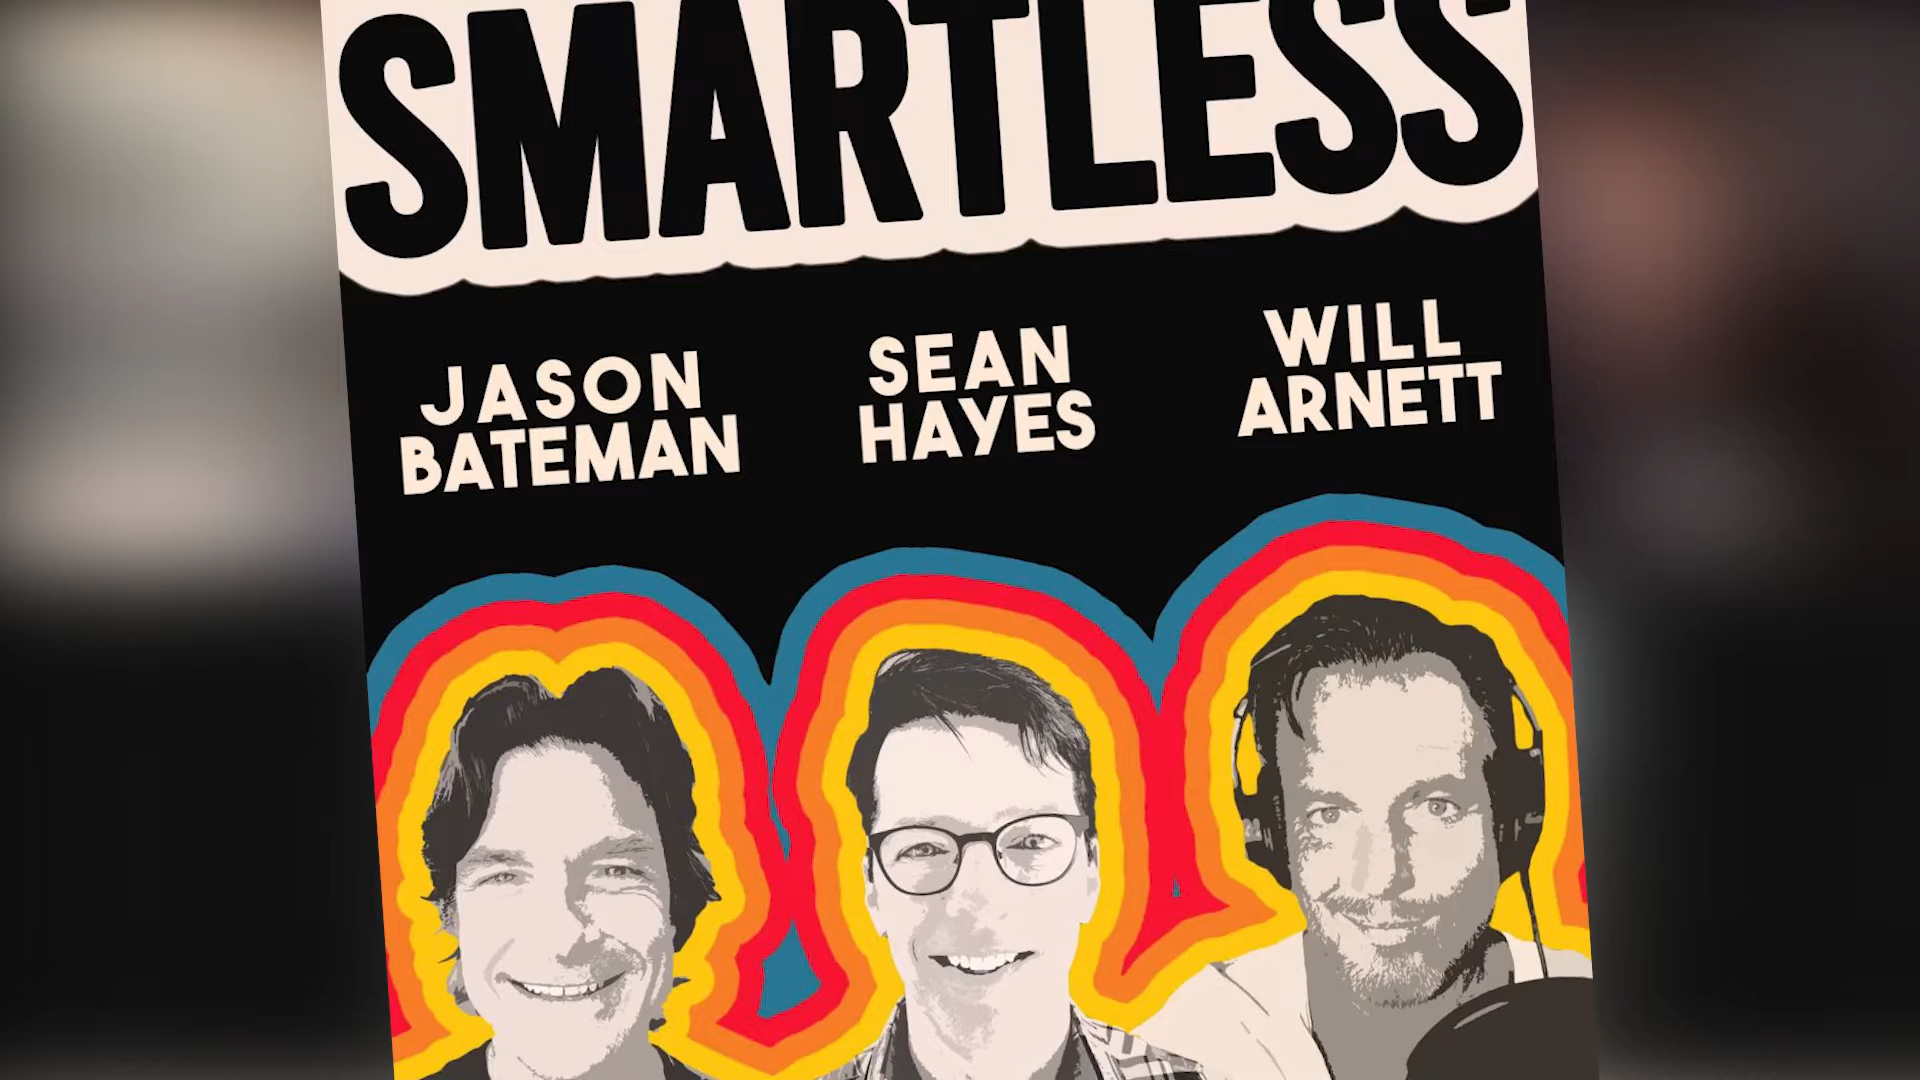 SMARTLESS
JASON
BATEMAN
SEAN
HAYES
WILL
ARNETT